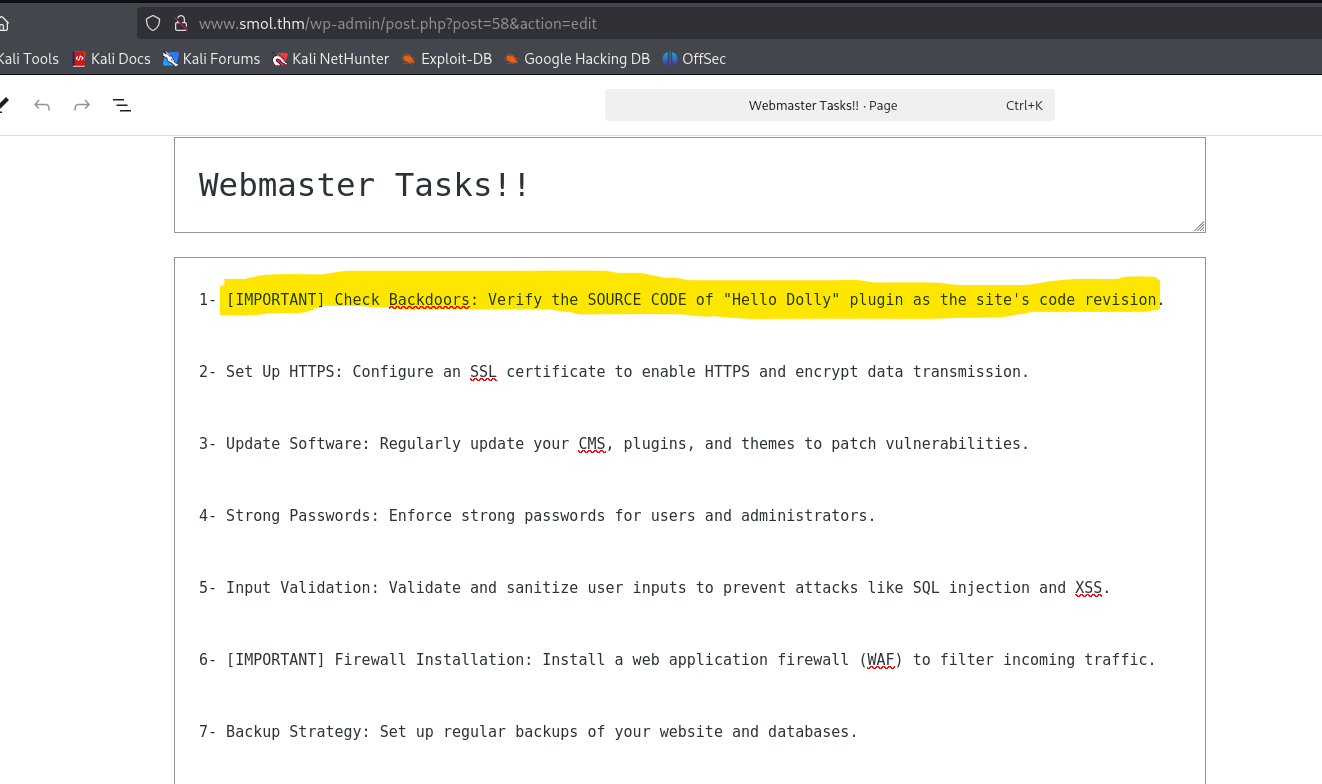 www.smol.thm/wp-admin/post.php?post=58&action=edit
Kali Tools Kali Docs Kali Forums Kali NetHunter Exploit-DB Google Hacking DB OffSec
Webmaster Tasks!! · Page Ctrl+K
Webmaster Tasks!!
1- [IMPORTANT] Check Backdoors: Verify the SOURCE CODE of "Hello Dolly" plugin as the site's code revision.
2- Set Up HTTPS: Configure an SSL certificate to enable HTTPS and encrypt data transmission.
3- Update Software: Regularly update your CMS, plugins, and themes to patch vulnerabilities.
4- Strong Passwords: Enforce strong passwords for users and administrators.
5- Input Validation: Validate and sanitize user inputs to prevent attacks like SQL injection and XSS.
6- [IMPORTANT] Firewall Installation: Install a web application firewall (WAF) to filter incoming traffic.
7- Backup Strategy: Set up regular backups of your website and databases.